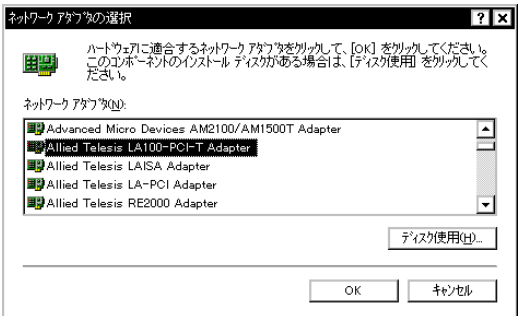 ネットワーク アダプタの選択
ハードウェアに適合するネットワーク アダプタをクリックして、[OK] をクリックしてください。
このコンポーネントのインストール ディスクがある場合は、[ディスク使用] をクリックしてく
ださい。
ネットワーク アダプタ(N):
Advanced Micro Devices AM2100/AM1500T Adapter
Allied Telesis LA100-PCI-T Adapter
Allied Telesis LAISA Adapter
Allied Telesis LA-PCI Adapter
Allied Telesis RE2000 Adapter
ディスク使用(H)...
OK
キャンセル